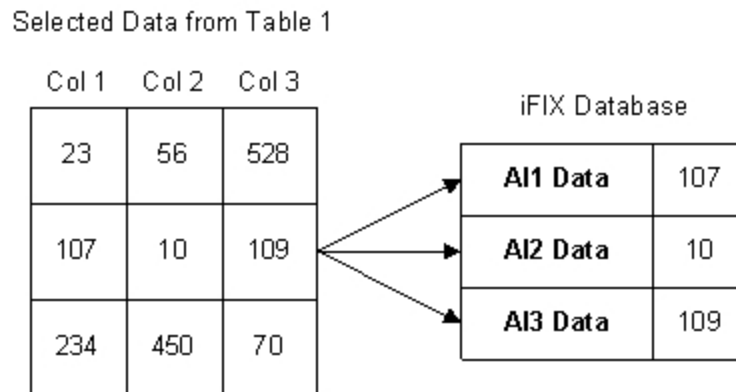 Selected Data from Table 1
Col 1 Col 2 Col 3
iFIX Database
23 56 528
AI1 Data 107
107 10 109
AI2 Data 10
AI3 Data 109
234 450 70